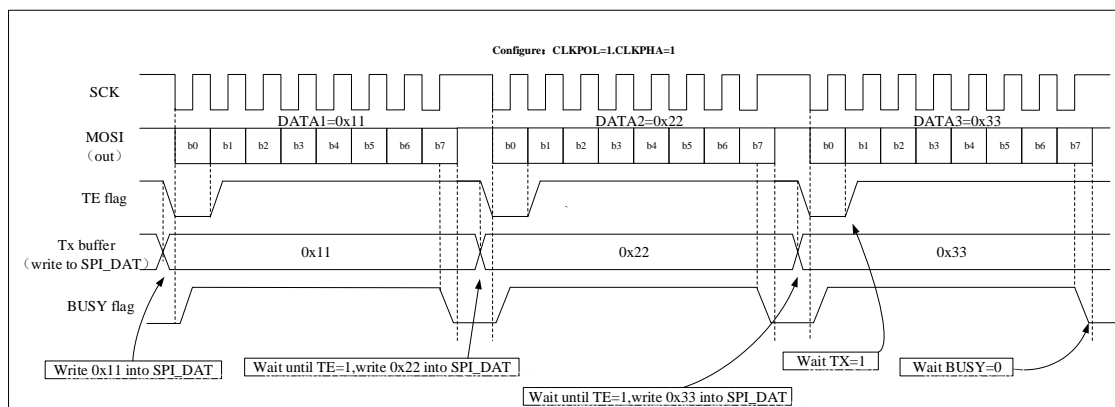 Configure：CLKPOL=1.CLKPHA=1
SCK
DATA1=0x11 DATA2=0x22 DATA3=0x33
MOSI
（out）
b0 b1 b2 b3 b4 b5 b6 b7 b0 b1 b2 b3 b4 b5 b6 b7 b0 b1 b2 b3 b4 b5 b6 b7
TE flag
Tx buffer
（write to SPI_DAT）
0x11 0x22 0x33
BUSY flag
Write 0x11 into SPI_DAT
Wait until TE=1,write 0x22 into SPI_DAT
Wait until TE=1,write 0x33 into SPI_DAT
Wait TX=1
Wait BUSY=0